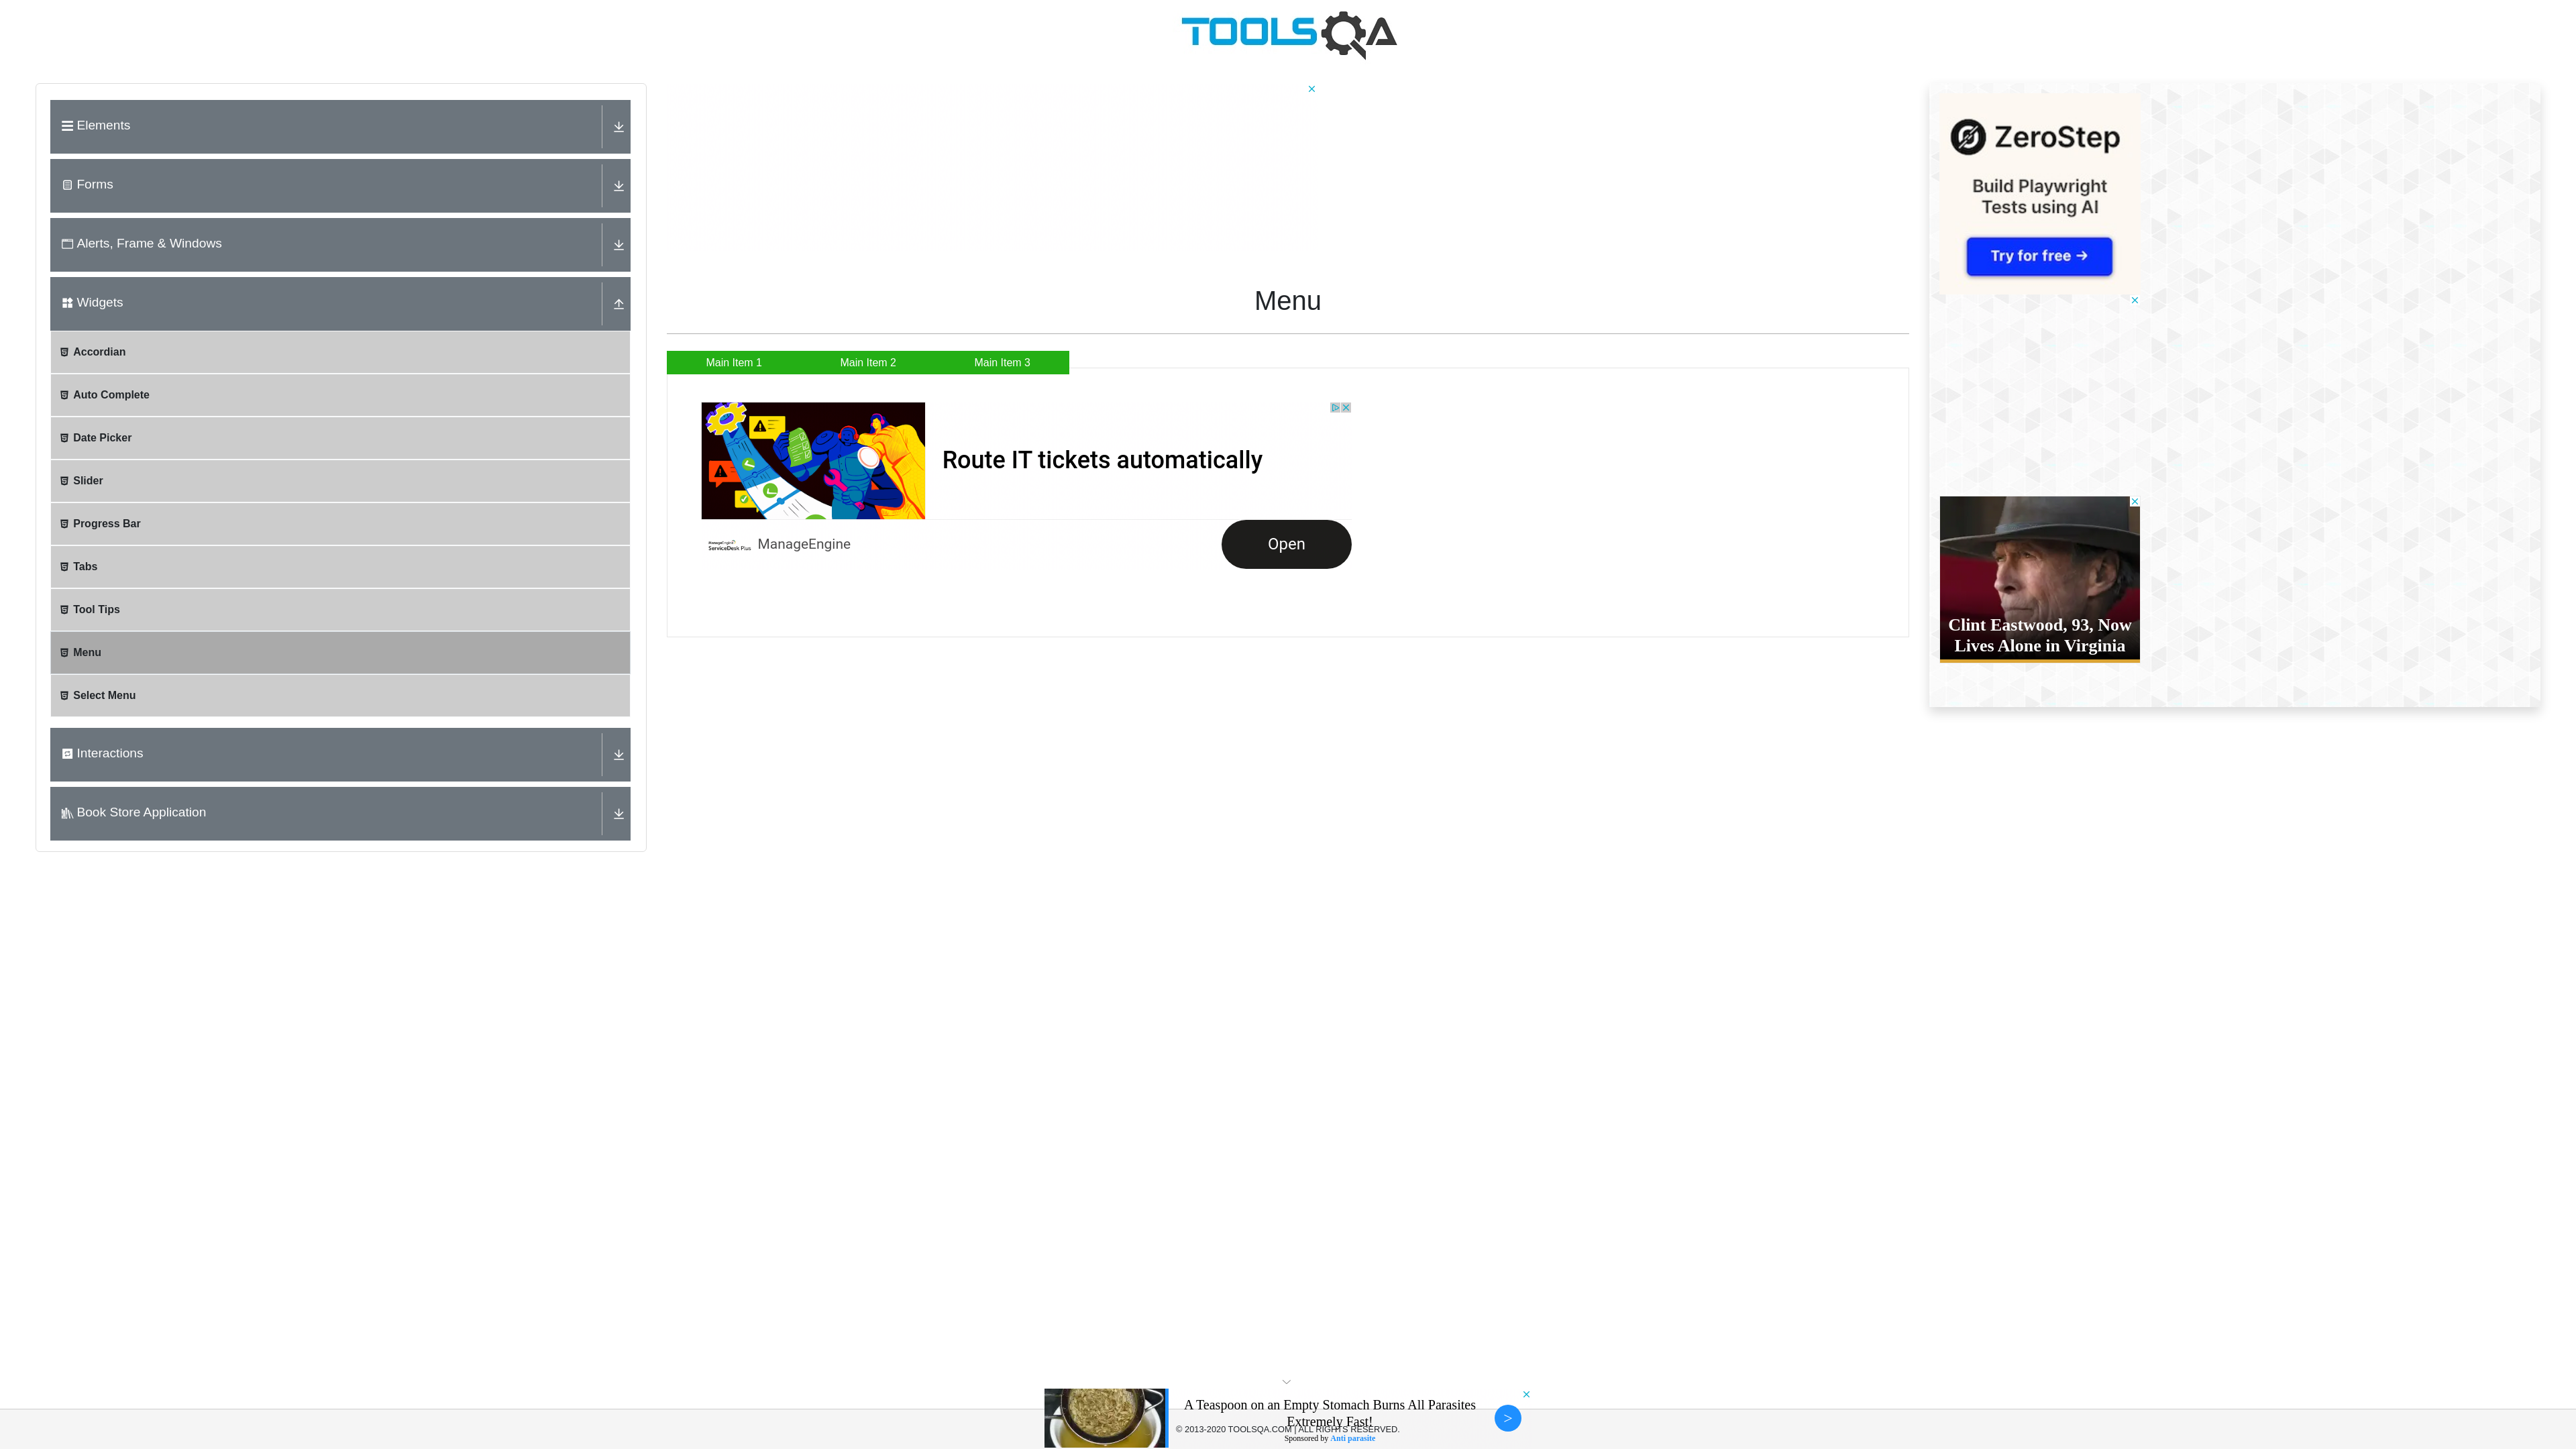 TOOLSQA
Elements
Forms
Alerts, Frame & Windows
Widgets
Accordian
Auto Complete
Date Picker
Slider
Progress Bar
Tabs
Tool Tips
Menu
Select Menu
Interactions
Book Store Application
Menu
Main Item 1
Main Item 2
Main Item 3
Route IT tickets automatically
ManageEngine
ServiceDesk Plus
ManageEngine
Open
ZeroStep
Build Playwright
Tests using AI
Try for free →
Clint Eastwood, 93, Now
Lives Alone in Virginia
A Teaspoon on an Empty Stomach Burns All Parasites
Extremely Fast!
Sponsored by Anti parasite
>
© 2013-2020 TOOLSQA.COM | ALL RIGHTS RESERVED.